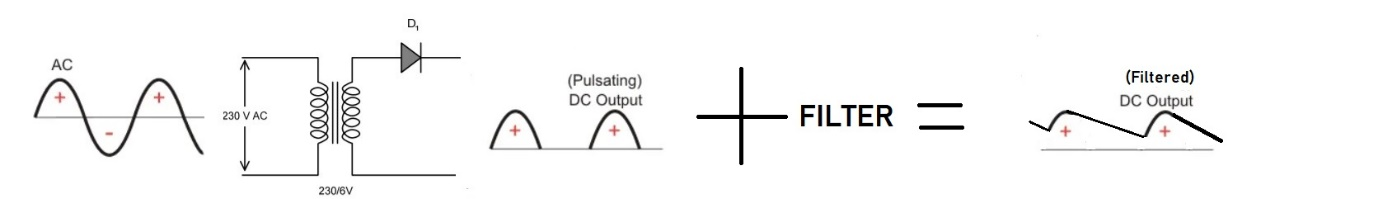 AC
+
+
-
230 V AC
D1
230/6V
(Pulsating)
DC Output
+
+
FILTER
(Filtered)
DC Output
+
+